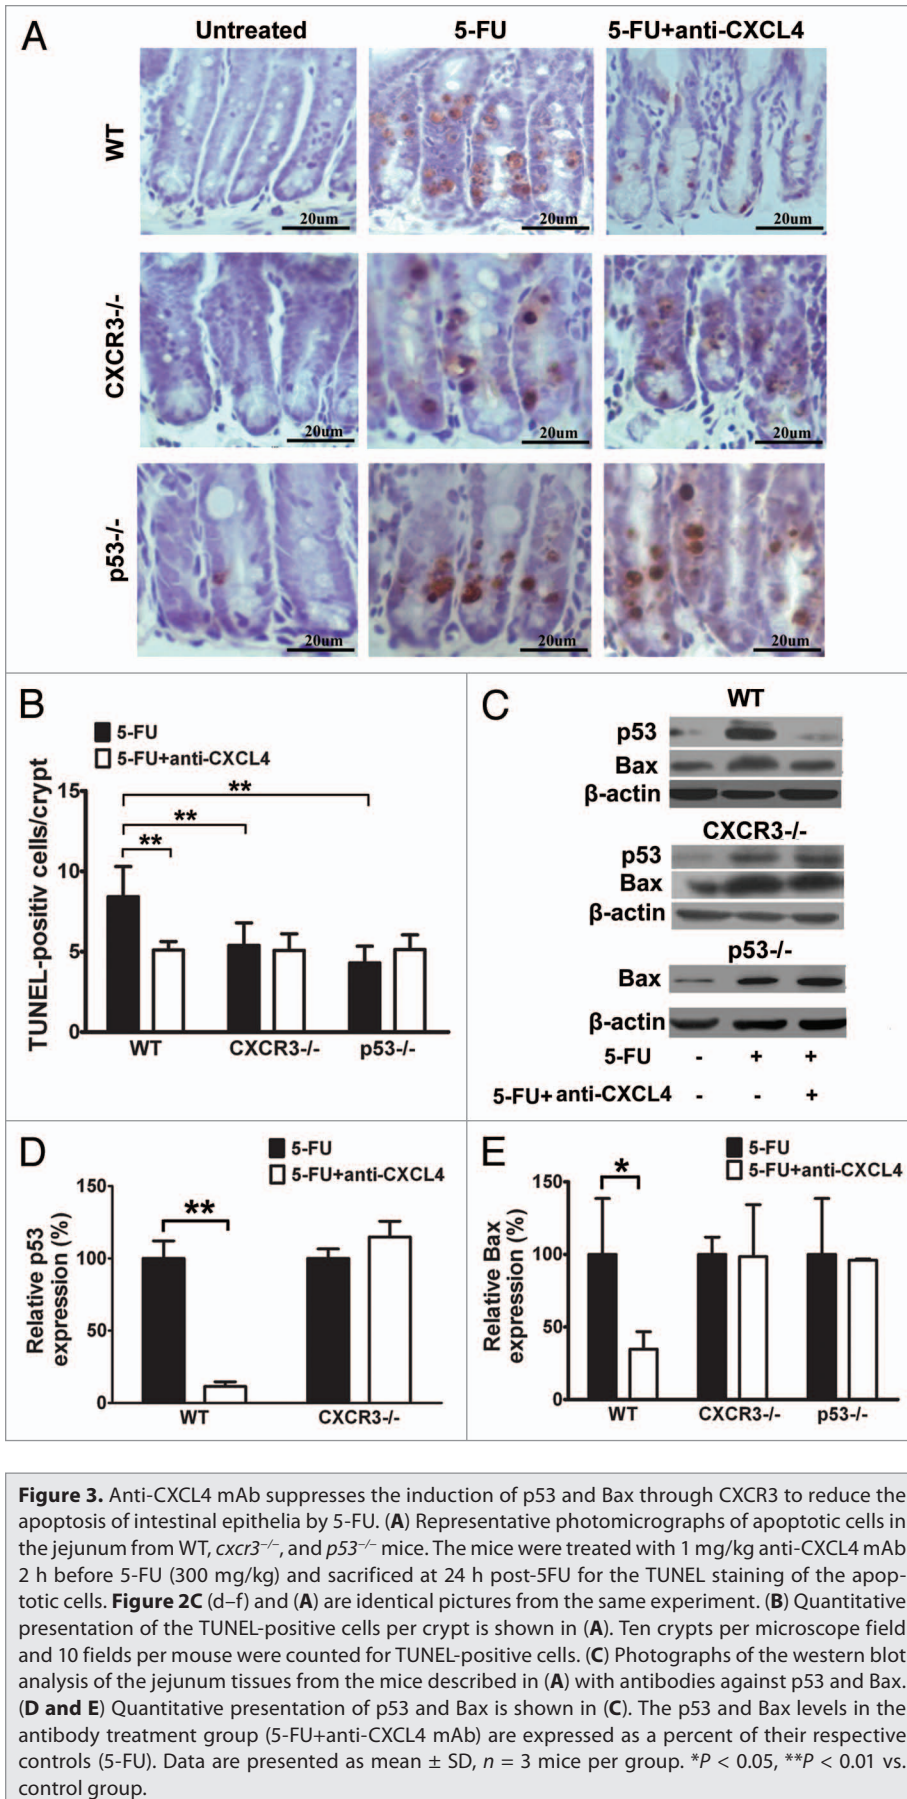 A
Untreated
5-FU
5-FU+anti-CXCL4
WT
20um
20um
20um
CXCR3-/-
20um
20um
20um
p53-/-
20um
20um
20um
B
5-FU
5-FU+anti-CXCL4
TUNEL-positiv cells/crypt
15
10
5
0
**
**
**
WT
CXCR3-/-
p53-/-
C
WT
p53
Bax
β-actin
CXCR3-/-
p53
Bax
β-actin
p53-/-
Bax
β-actin
5-FU - + +
5-FU+ anti-CXCL4 - - +
D
5-FU
5-FU+anti-CXCL4
Relative p53
expression (%)
150
100
50
0
**
WT
CXCR3-/-
E
5-FU
5-FU+anti-CXCL4
Relative Bax
expression (%)
150
100
50
0
*
WT
CXCR3-/-
p53-/-
Figure 3. Anti-CXCL4 mAb suppresses the induction of p53 and Bax through CXCR3 to reduce the
apoptosis of intestinal epithelia by 5-FU. (A) Representative photomicrographs of apoptotic cells in
the jejunum from WT, cxcr3−/−, and p53−/− mice. The mice were treated with 1 mg/kg anti-CXCL4 mAb
2 h before 5-FU (300 mg/kg) and sacrificed at 24 h post-5FU for the TUNEL staining of the apop-
totic cells. Figure 2C (d–f) and (A) are identical pictures from the same experiment. (B) Quantitative
presentation of the TUNEL-positive cells per crypt is shown in (A). Ten crypts per microscope field
and 10 fields per mouse were counted for TUNEL-positive cells. (C) Photographs of the western blot
analysis of the jejunum tissues from the mice described in (A) with antibodies against p53 and Bax.
(D and E) Quantitative presentation of p53 and Bax is shown in (C). The p53 and Bax levels in the
antibody treatment group (5-FU+anti-CXCL4 mAb) are expressed as a percent of their respective
controls (5-FU). Data are presented as mean ± SD, n = 3 mice per group. *P < 0.05, **P < 0.01 vs.
control group.